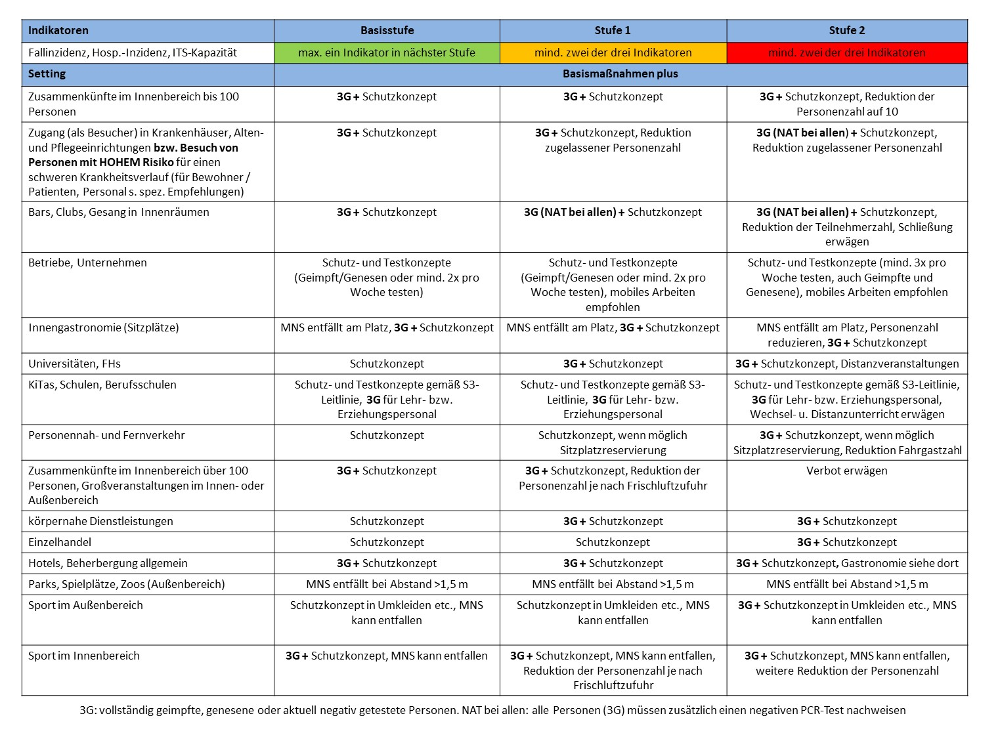 Indikatoren
Basisstufe
Stufe 1
Stufe 2
Fallinzidenz, Hosp.-Inzidenz, ITS-Kapazität
max. ein Indikator in nächster Stufe
mind. zwei der drei Indikatoren
mind. zwei der drei Indikatoren
Setting
Basismaßnahmen plus
Zusammenkünfte im Innenbereich bis 100
Personen
3G + Schutzkonzept
3G + Schutzkonzept
3G + Schutzkonzept, Reduktion der
Personenzahl auf 10
Zugang (als Besucher) in Krankenhäuser, Alten-
und Pflegeeinrichtungen bzw. Besuch von
Personen mit HOHEM Risiko für einen
schweren Krankheitsverlauf (für Bewohner /
Patienten, Personal s. spez. Empfehlungen)
3G + Schutzkonzept
3G + Schutzkonzept, Reduktion
zugelassener Personenzahl
3G (NAT bei allen) + Schutzkonzept,
Reduktion zugelassener Personenzahl
Bars, Clubs, Gesang in Innenräumen
3G + Schutzkonzept
3G (NAT bei allen) + Schutzkonzept
3G (NAT bei allen) + Schutzkonzept,
Reduktion der Teilnehmerzahl, Schließung
erwägen
Betriebe, Unternehmen
Schutz- und Testkonzepte
(Geimpft/Genesen oder mind. 2x pro
Woche testen)
Schutz- und Testkonzepte
(Geimpft/Genesen oder mind. 2x pro
Woche testen), mobiles Arbeiten
empfohlen
Schutz- und Testkonzepte (mind. 3x pro
Woche testen, auch Geimpfte und
Genesene), mobiles Arbeiten empfohlen
Innengastronomie (Sitzplätze)
MNS entfällt am Platz, 3G + Schutzkonzept
MNS entfällt am Platz, 3G + Schutzkonzept
MNS entfällt am Platz, Personenzahl
reduzieren, 3G + Schutzkonzept
Universitäten, FHs
Schutzkonzept
3G + Schutzkonzept
3G + Schutzkonzept, Distanzveranstaltungen
KiTas, Schulen, Berufsschulen
Schutz- und Testkonzepte gemäß S3-
Leitlinie, 3G für Lehr- bzw.
Erziehungspersonal
Schutz- und Testkonzepte gemäß S3-
Leitlinie, 3G für Lehr- bzw.
Erziehungspersonal
Schutz- und Testkonzepte gemäß S3-Leitlinie,
3G für Lehr- bzw. Erziehungspersonal,
Wechsel- u. Distanzunterricht erwägen
Personennah- und Fernverkehr
Schutzkonzept
Schutzkonzept, wenn möglich
Sitzplatzreservierung
3G + Schutzkonzept, wenn möglich
Sitzplatzreservierung, Reduktion Fahrgastzahl
Zusammenkünfte im Innenbereich über 100
Personen, Großveranstaltungen im Innen- oder
Außenbereich
3G + Schutzkonzept
3G + Schutzkonzept, Reduktion der
Personenzahl je nach Frischluftzufuhr
Verbot erwägen
körpernahe Dienstleistungen
Schutzkonzept
3G + Schutzkonzept
3G + Schutzkonzept
Einzelhandel
Schutzkonzept
Schutzkonzept
3G + Schutzkonzept
Hotels, Beherbergung allgemein
3G + Schutzkonzept
3G + Schutzkonzept
3G + Schutzkonzept, Gastronomie siehe dort
Parks, Spielplätze, Zoos (Außenbereich)
MNS entfällt bei Abstand >1,5 m
MNS entfällt bei Abstand >1,5 m
MNS entfällt bei Abstand >1,5 m
Sport im Außenbereich
Schutzkonzept in Umkleiden etc., MNS
kann entfallen
Schutzkonzept in Umkleiden etc., MNS
kann entfallen
3G + Schutzkonzept in Umkleiden etc., MNS
kann entfallen
Sport im Innenbereich
3G + Schutzkonzept, MNS kann entfallen
3G + Schutzkonzept, MNS kann entfallen,
Reduktion der Personenzahl je nach
Frischluftzufuhr
3G + Schutzkonzept, MNS kann entfallen,
weitere Reduktion der Personenzahl
3G: vollständig geimpfte, genesene oder aktuell negativ getestete Personen. NAT bei allen: alle Personen (3G) müssen zusätzlich einen negativen PCR-Test nachweisen